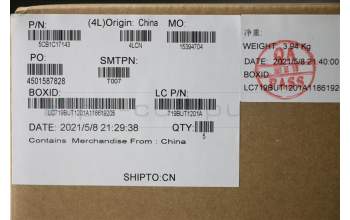 P/N:
(4L)Origin: China
MO:
5CB1C17143
4LCN
15394704
PO:
SMTPN:
4501587828
T007
BOXID:
LC P/N:
LC719BUT1201A118619205
719BUT1201A
DATE: 2021/5/8 21:29:38
QTY:
5
Contains Merchandise From : China
SHIPTO:CN
净重:
WEIGHT: 3.94 Kg
DATE 2021/5/8 21:40:00
BOXID
LC719BUT1201A1186192
PASS